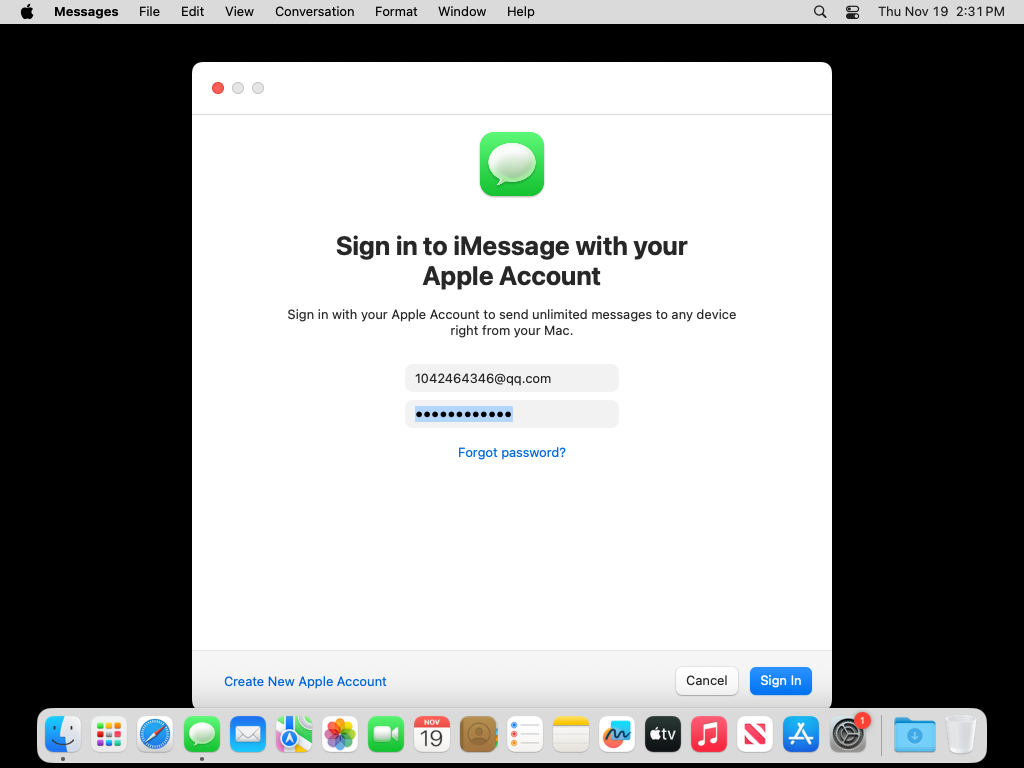 Messages File Edit View Conversation Format Window Help Thu Nov 19 2:31 PM
Sign in to iMessage with your
Apple Account
Sign in with your Apple Account to send unlimited messages to any device
right from your Mac.
1042464346@qq.com
••••••••••••
Forgot password?
Create New Apple Account Cancel Sign In
NOV
19
tv
1